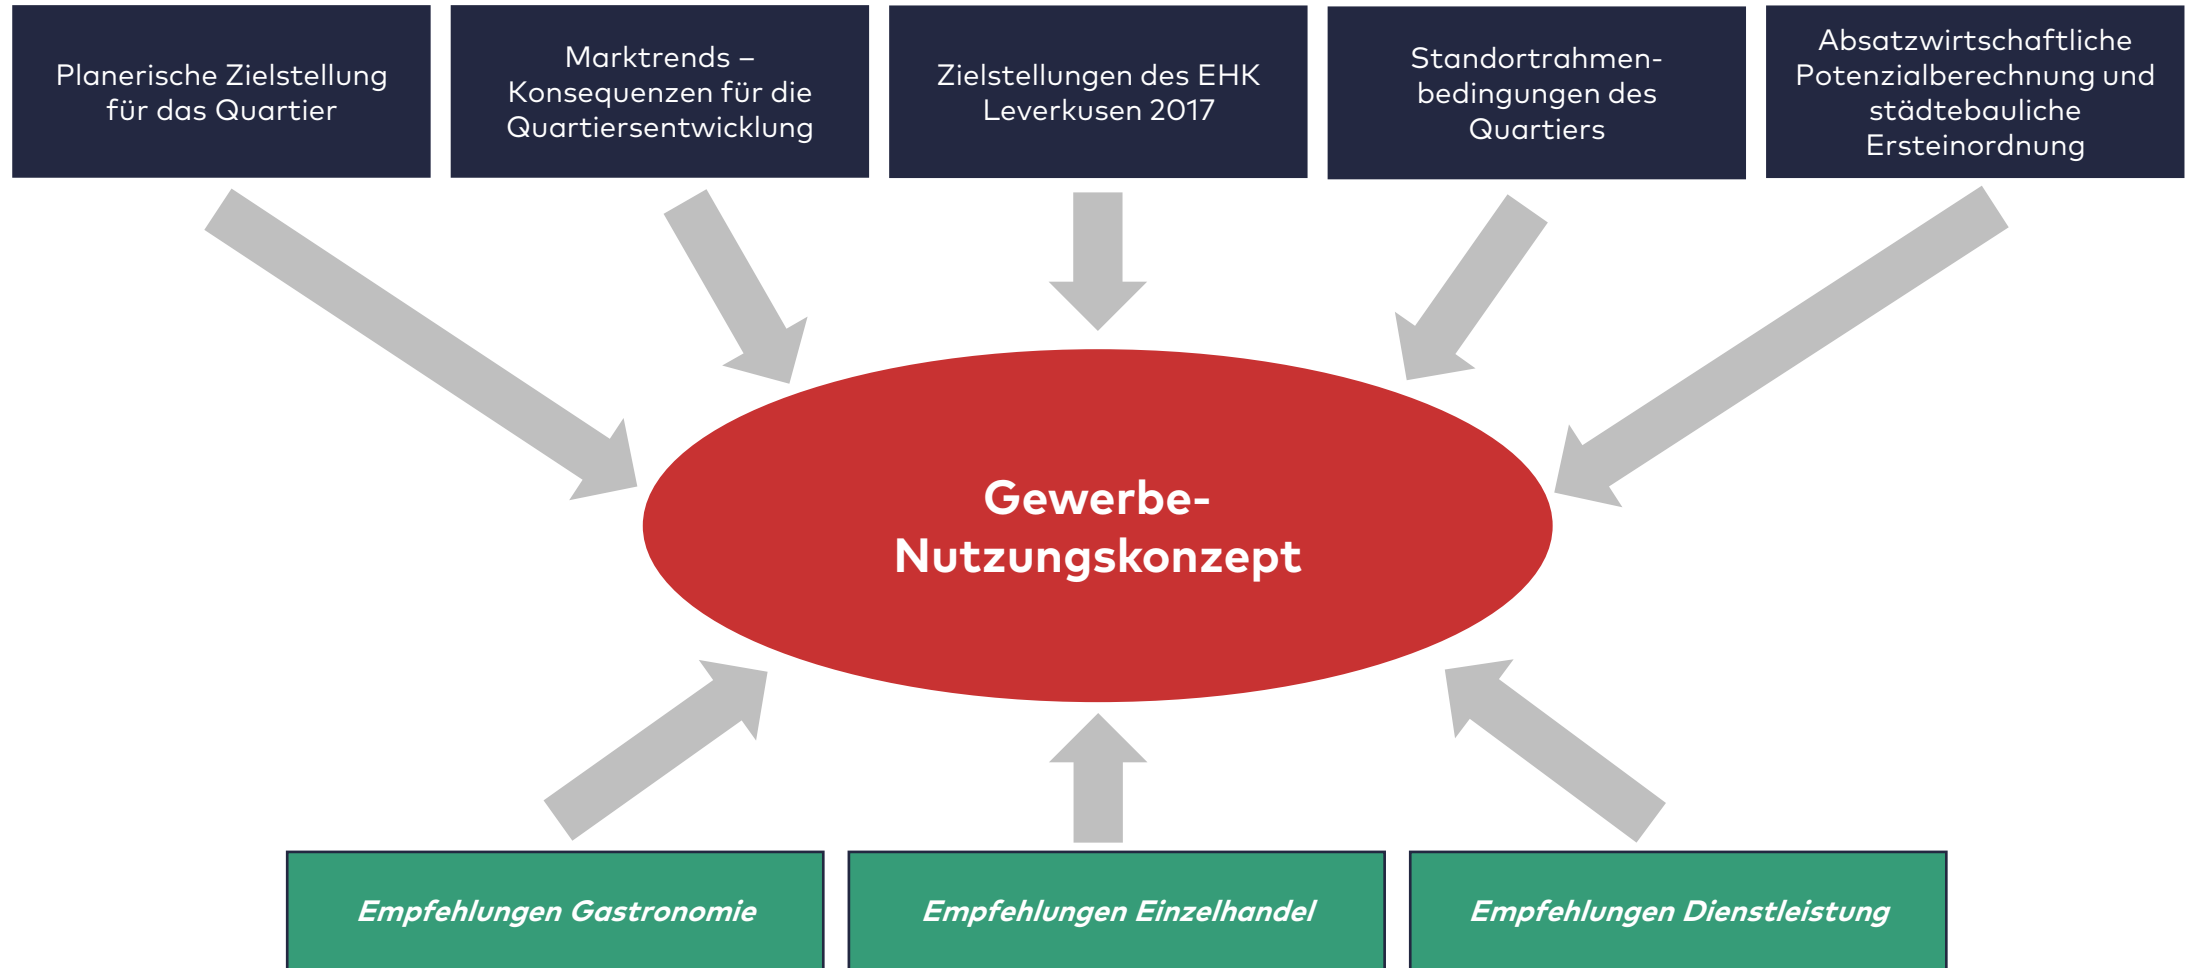 Planerische Zielstellung
für das Quartier
Marktrends –
Konsequenzen für die
Quartiersentwicklung
Zielstellungen des EHK
Leverkusen 2017
Standortrahmen-
bedingungen des
Quartiers
Absatzwirtschaftliche
Potenzialberechnung und
städtebauliche
Ersteinordnung
Gewerbe-
Nutzungskonzept
Empfehlungen Gastronomie
Empfehlungen Einzelhandel
Empfehlungen Dienstleistung